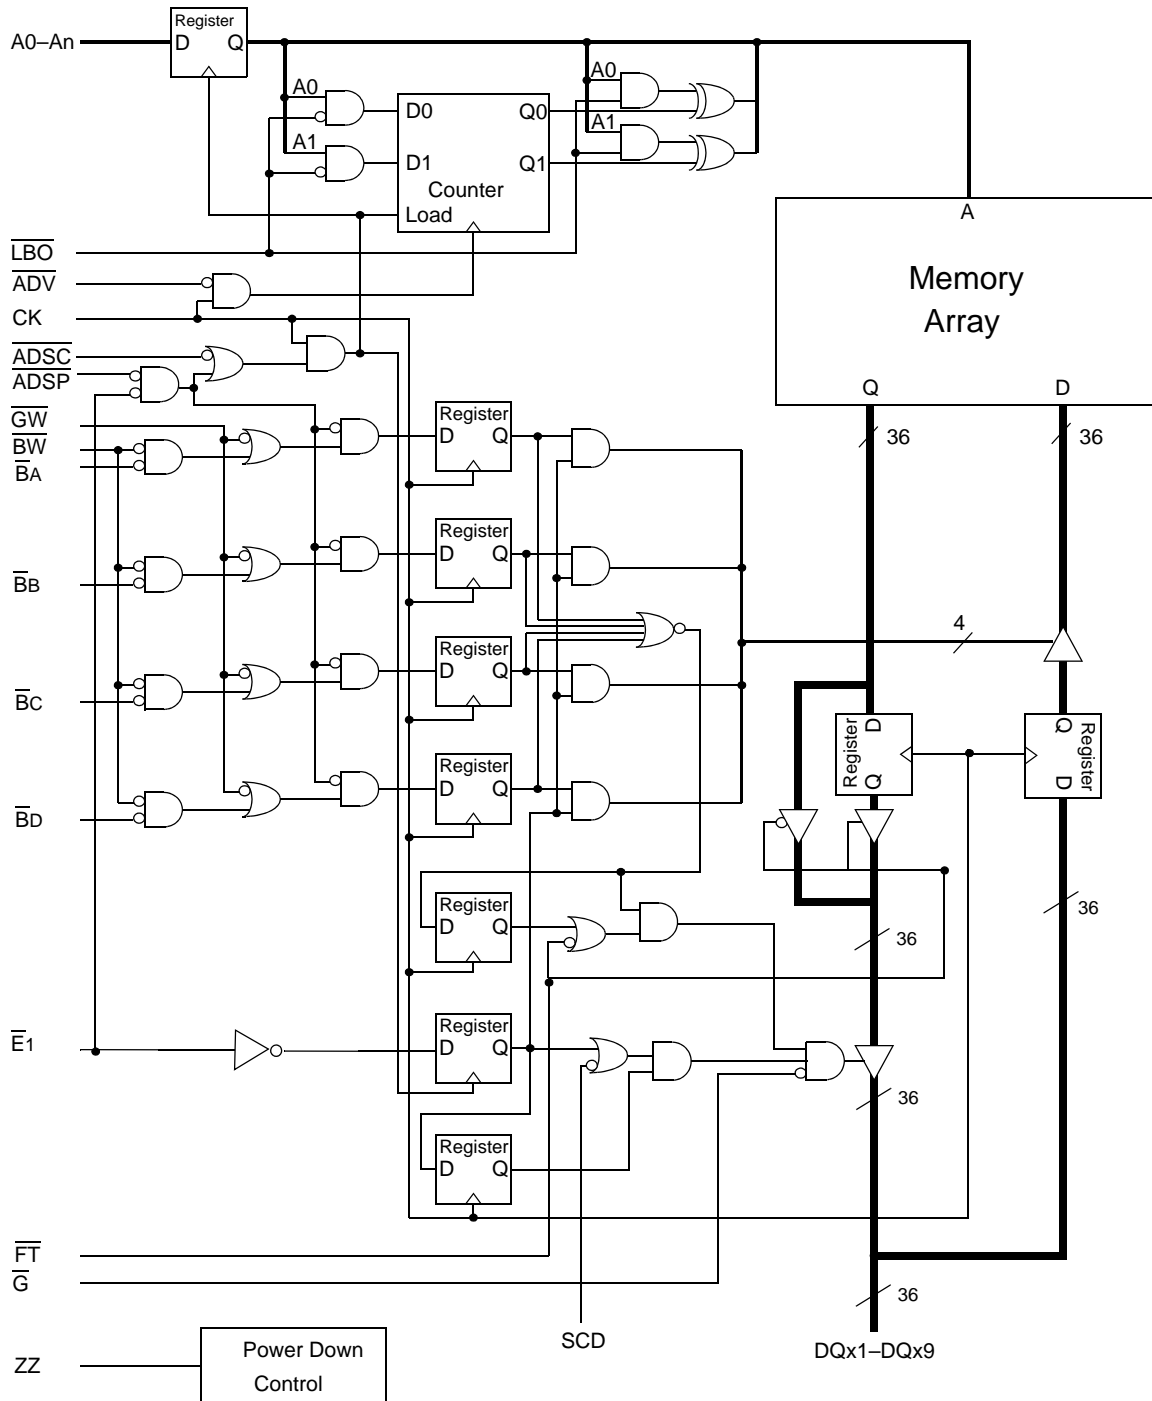 Register
A0–An D Q
A0 A0
D0 Q0
A1 A1
D1 Q1
Counter
Load
A
LBO
ADV
CK
Memory
Array
ADSC
ADSP
Q D
GW
BW
BA
Register
D Q
36 36
BB
Register
D Q
4
BC
Register
D Q
Register
D
Q
Q
D
Register
BD
Register
D Q
Register
D Q
36
36
E1
Register
D Q
36
Register
D Q
FT
G
36
SCD
DQx1–DQx9
ZZ
Power Down
Control